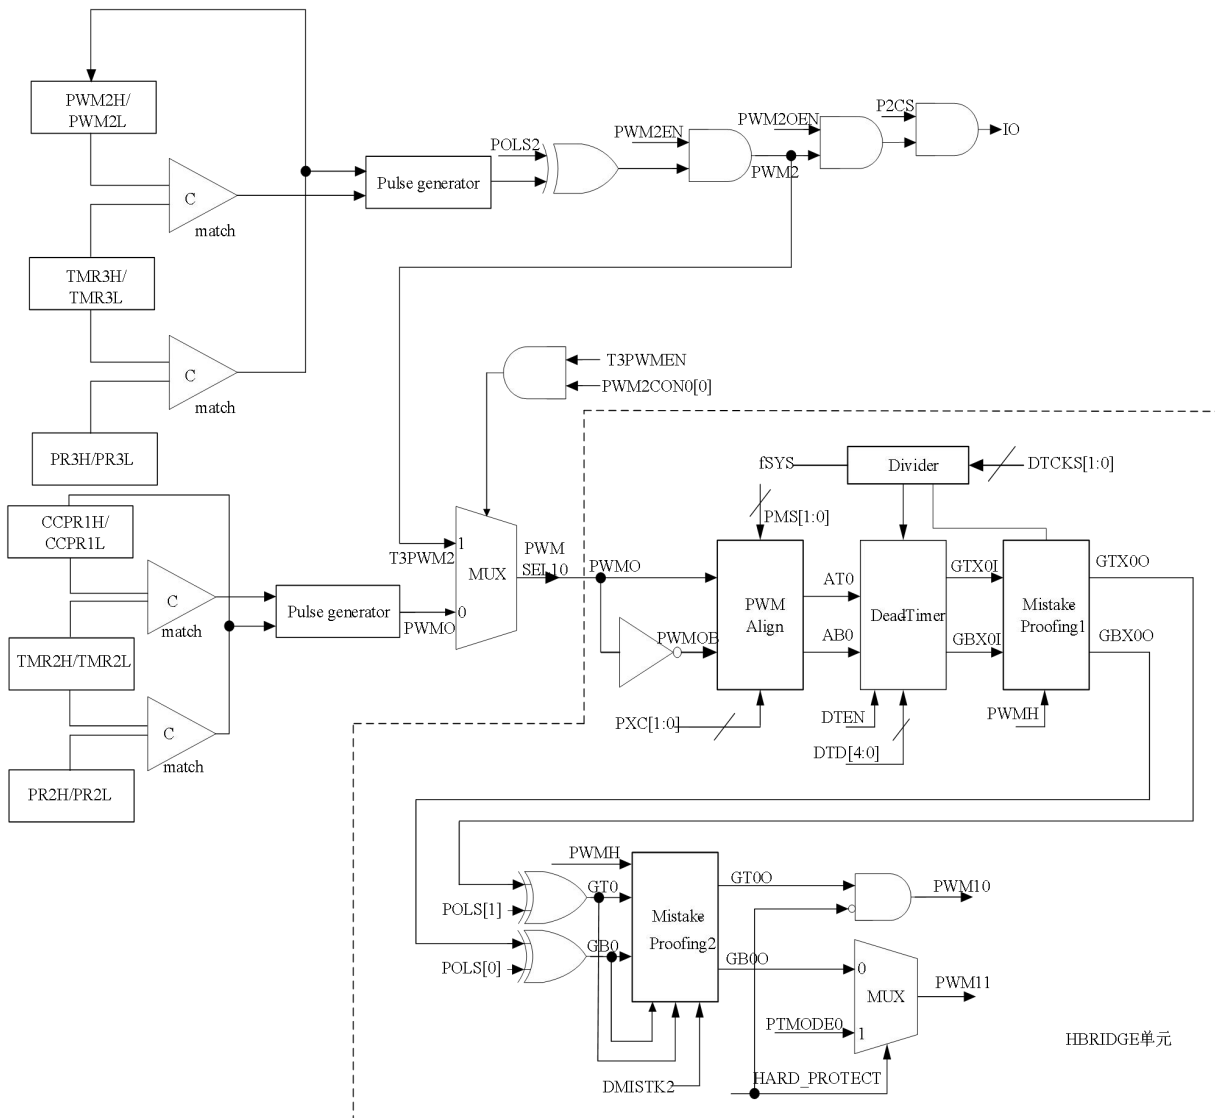 PWM2H/
PWM2L
C
match
TMR3H/
TMR3L
C
match
PR3H/PR3L
Pulse generator
POLS2
PWM2EN
PWM2
PWM2OEN
P2CS
IO
T3PWMEN
PWM2CON0[0]
CCPR1H/
CCPR1L
C
match
TMR2H/TMR2L
C
match
PR2H/PR2L
Pulse generator
T3PWM2
PWMO
1
MUX
0
PWM
SEL10
PWMO
PWMOB
fSYS
Divider
DTCKS[1:0]
PMS[1:0]
PWM
Align
PXC[1:0]
AT0
AB0
Dead-Timer
DTEN
DTD[4:0]
GTX0I
GBX0I
Mistake-
Proofing1
PWMH
GTX0O
GBX0O
PWMH
GT0
POLS[1]
GB0
POLS[0]
Mistake-
Proofing2
DMISTK2
GT0O
GB0O
PWM10
0
MUX
1
PTMODE0
PWM11
HARD_PROTECT
HBRIDGE单元